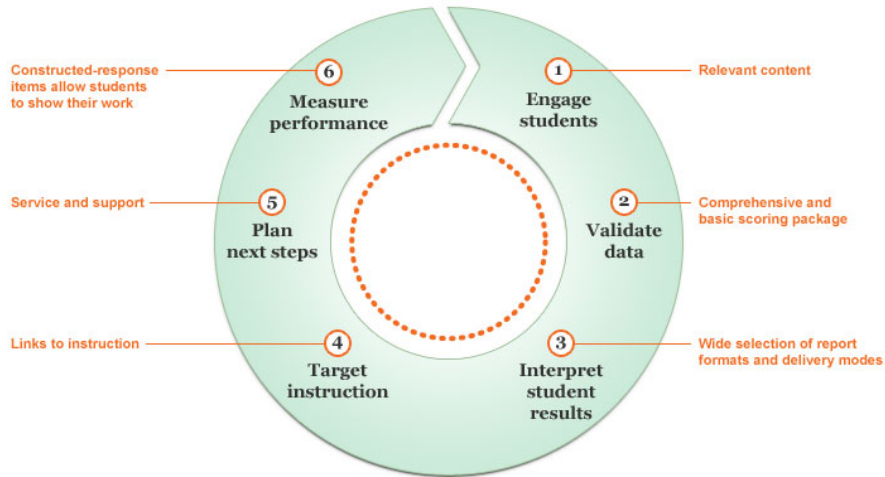 1
Engage
students
Relevant content
2
Validate
data
Comprehensive and
basic scoring package
3
Interpret
student
results
Wide selection of report
formats and delivery modes
4
Target
instruction
Links to instruction
5
Plan
next steps
Service and support
6
Measure
performance
Constructed-response
items allow students
to show their work